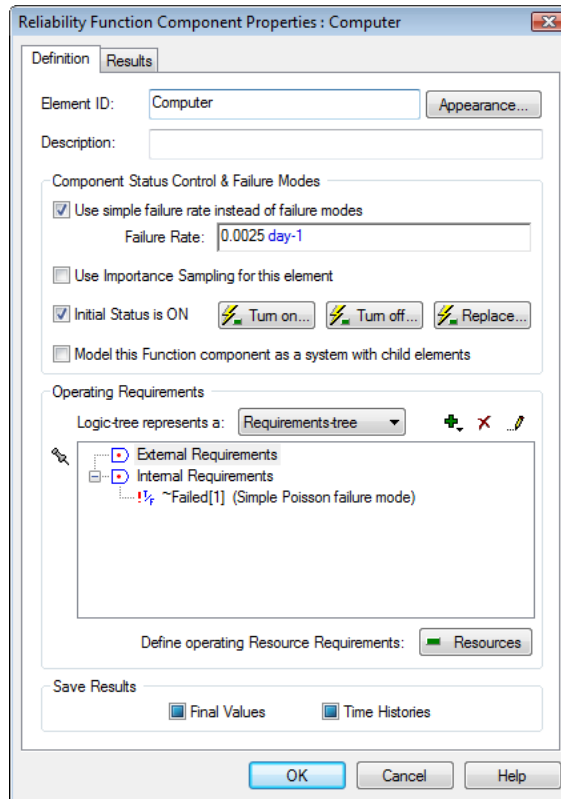 Reliability Function Component Properties : Computer
Definition Results
Element ID: Computer Appearance...
Description:
Component Status Control & Failure Modes
Use simple failure rate instead of failure modes
Failure Rate: 0.0025 day-1
Use Importance Sampling for this element
Initial Status is ON Turn on... Turn off... Replace...
Model this Function component as a system with child elements
Operating Requirements
Logic-tree represents a: Requirements-tree
External Requirements
Internal Requirements
!T/F ~Failed[1] (Simple Poisson failure mode)
Define operating Resource Requirements: Resources
Save Results
Final Values Time Histories
OK Cancel Help